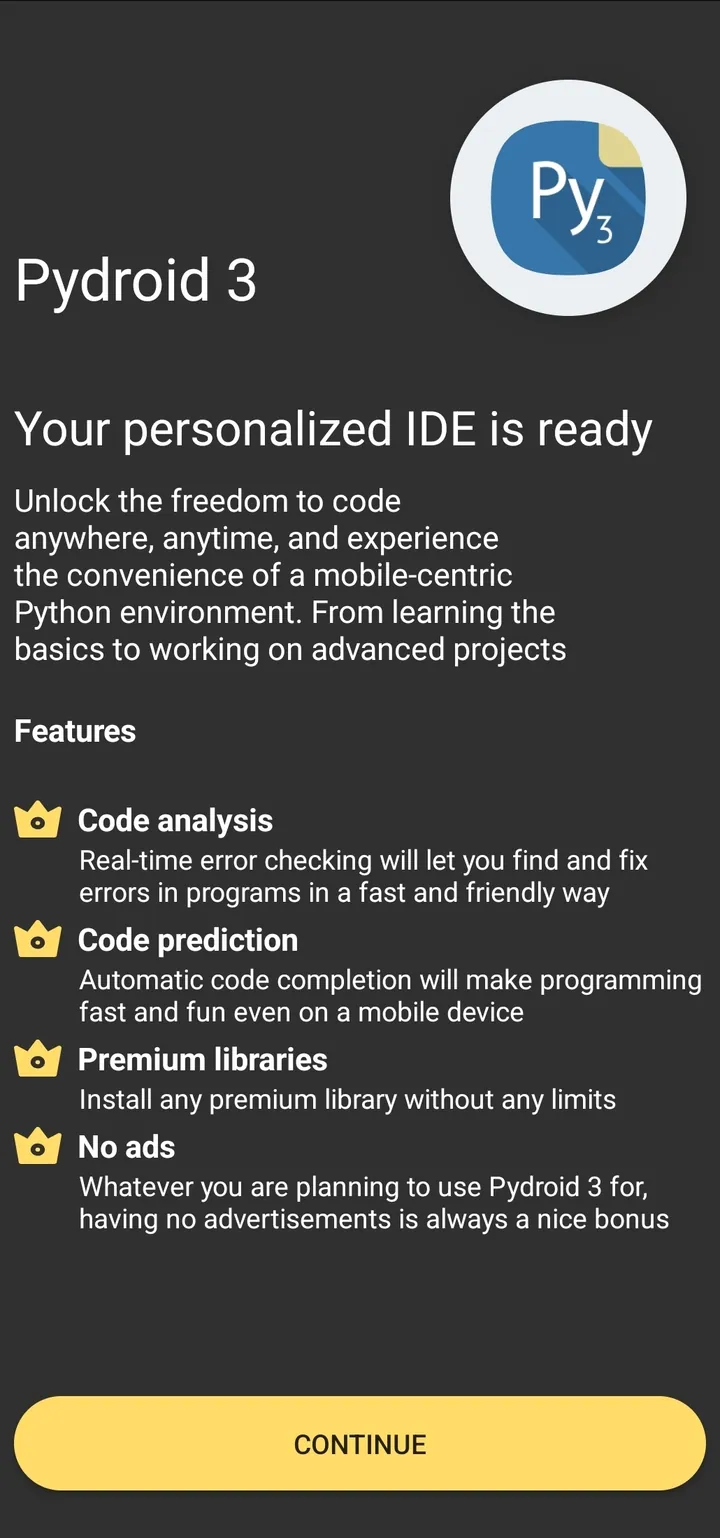 Py
3
Pydroid 3
Your personalized IDE is ready
Unlock the freedom to code
anywhere, anytime, and experience
the convenience of a mobile-centric
Python environment. From learning the
basics to working on advanced projects
Features
Code analysis
Real-time error checking will let you find and fix
errors in programs in a fast and friendly way
Code prediction
Automatic code completion will make programming
fast and fun even on a mobile device
Premium libraries
Install any premium library without any limits
No ads
Whatever you are planning to use Pydroid 3 for,
having no advertisements is always a nice bonus
CONTINUE